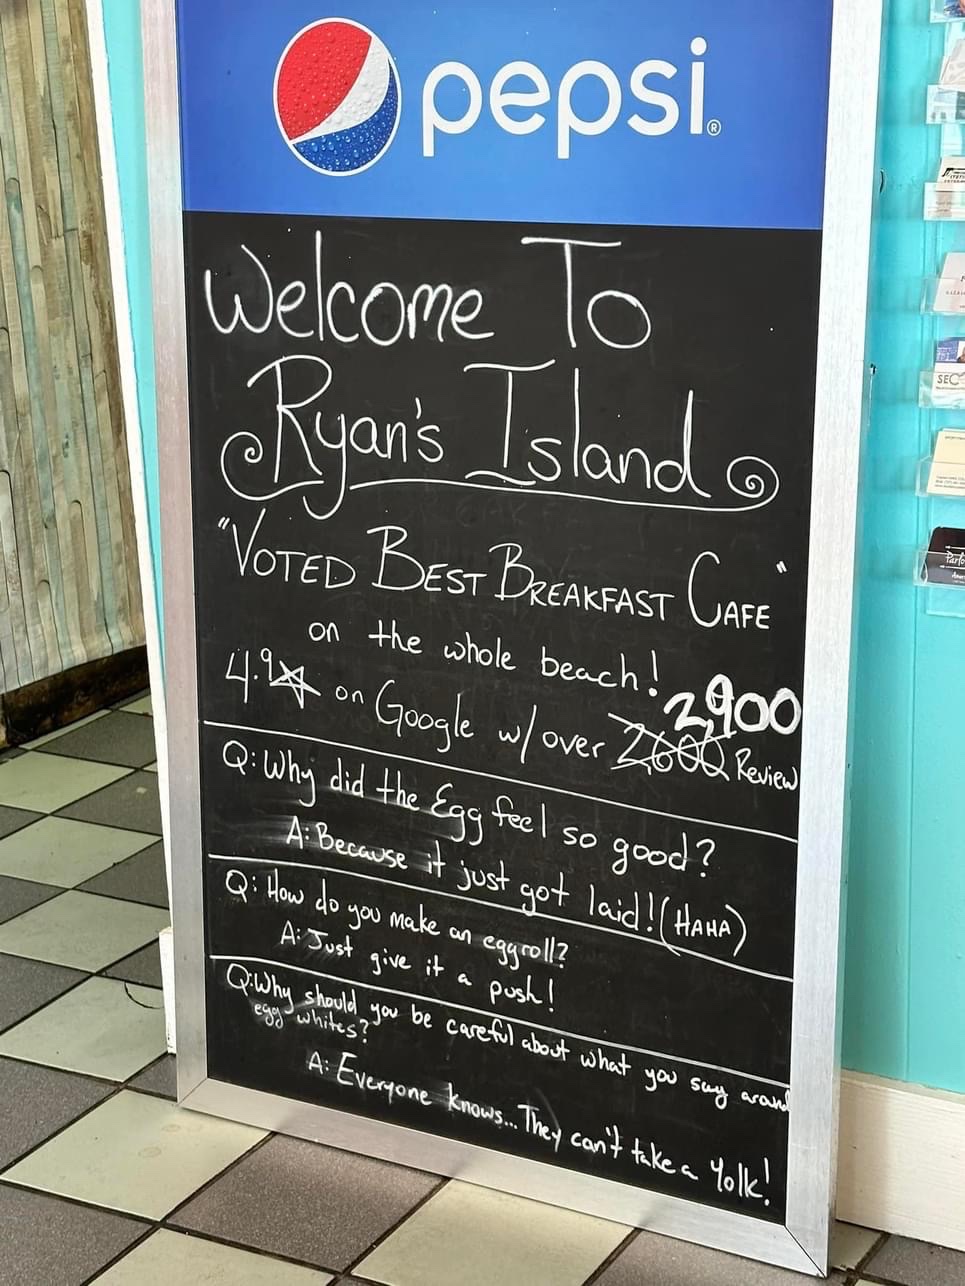 pepsi®
Welcome To
Ryan's Island
"VOTED BEST BREAKFAST CAFE"
on the whole beach!
4.9☆ on Google w/ over 2,600 2,900 Review
Q: Why did the Egg feel so good?
A: Because it just got laid! (HAHA)
Q: How do you make an eggroll?
A: Just give it a push!
Q: Why should you be careful about what you say around
egg whites?
A: Everyone knows... They can't take a Yolk!
SEC